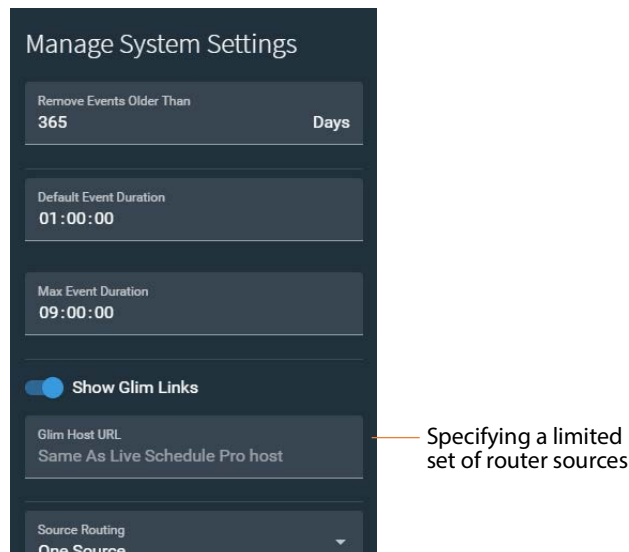 Manage System Settings
Remove Events Older Than
365 Days
Default Event Duration
01:00:00
Max Event Duration
09:00:00
Show Glim Links
Glim Host URL
Same As Live Schedule Pro host
Specifying a limited
set of router sources
Source Routing
One Source